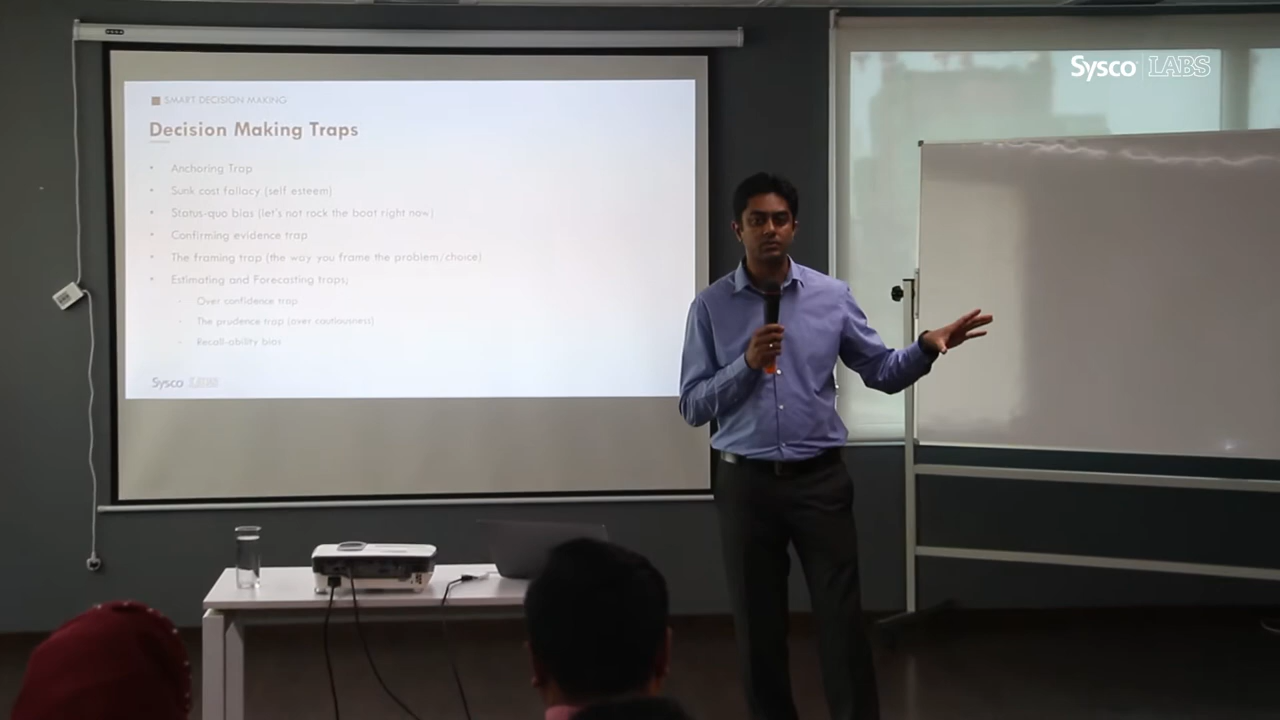 Sysco LABS
SMART DECISION MAKING
Decision Making Traps
• Anchoring Trap
• Sunk cost fallacy (self esteem)
• Status-quo bias (let's not rock the boat right now)
• Confirming evidence trap
• The framing trap (the way you frame the problem/choice)
• Estimating and Forecasting traps;
· Over confidence trap
· The prudence trap (over cautiousness)
· Recall-ability bias
Sysco LABS